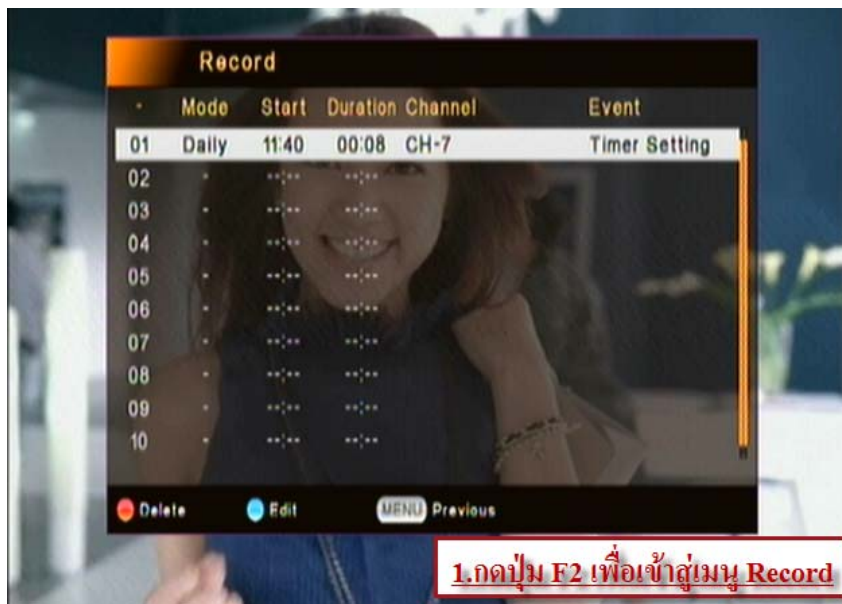 Record
- Mode Start Duration Channel Event
01 Daily 11:40 00:08 CH-7 Timer Setting
02 - --:-- --:--
03 - --:-- --:--
04 - --:-- --:--
05 - --:-- --:--
06 - --:-- --:--
07 - --:-- --:--
08 - --:-- --:--
09 - --:-- --:--
10 - --:-- --:--
Delete Edit MENU Previous
1.กดปุ่ม F2 เพื่อเข้าสู่เมนู Record